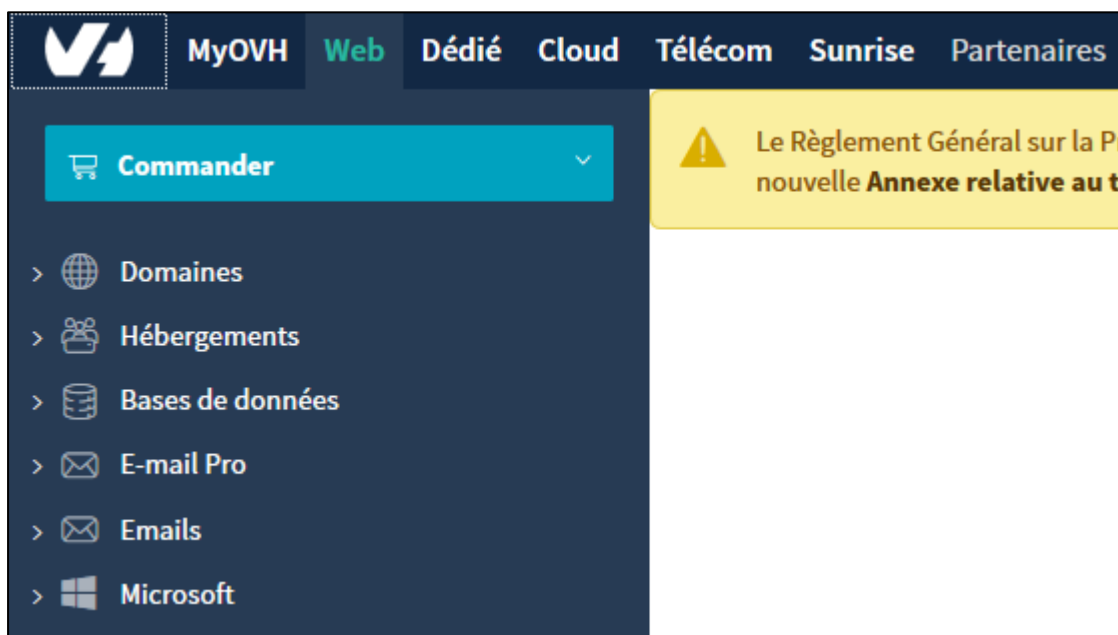 MyOVH Web Dédié Cloud Télécom Sunrise Partenaires
Commander
Le Règlement Général sur la
nouvelle Annexe relative au
Domaines
Hébergements
Bases de données
E-mail Pro
Emails
Microsoft